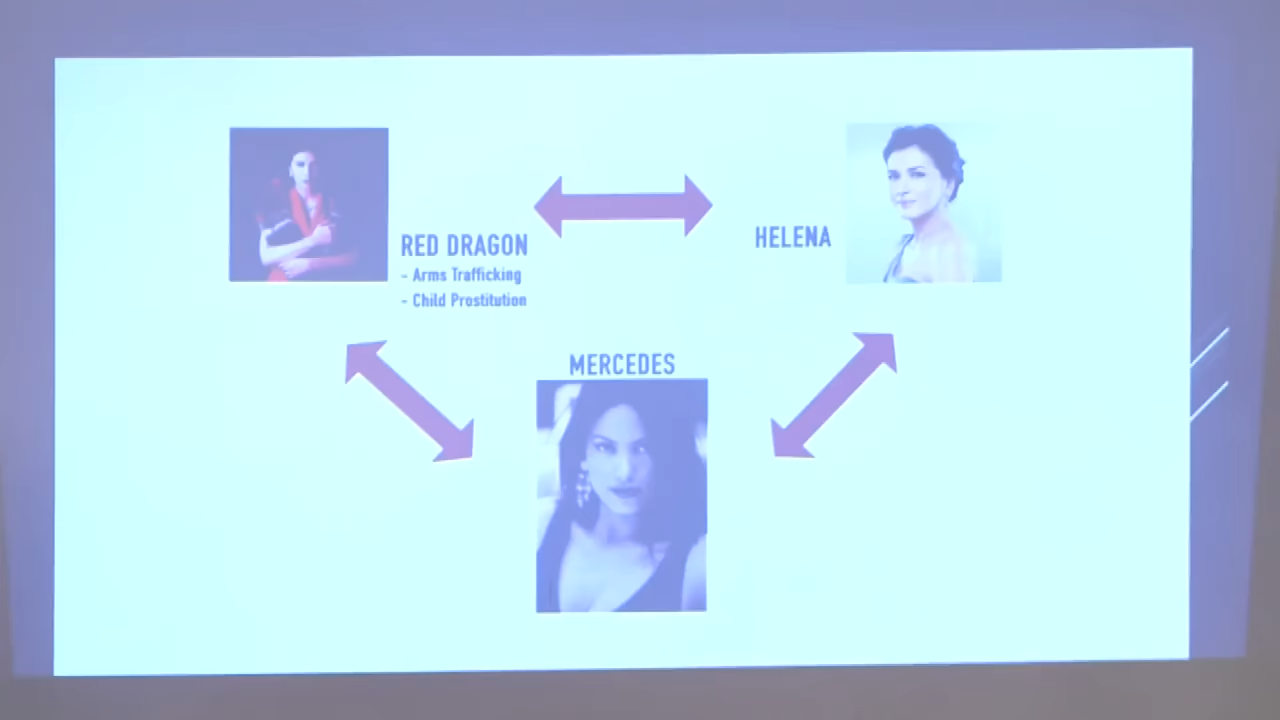 RED DRAGON
- Arms Trafficking
- Child Prostitution
HELENA
MERCEDES